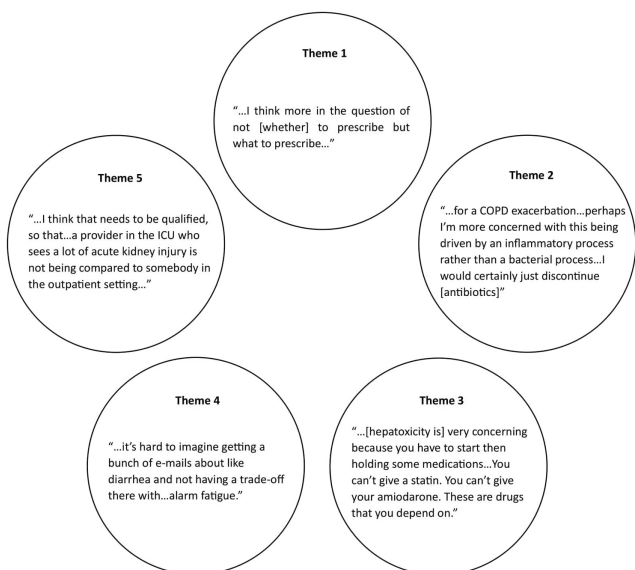 Theme 1
“...I think more in the question of
not [whether] to prescribe but
what to prescribe...”
Theme 2
“...for a COPD exacerbation...perhaps
I’m more concerned with this being
driven by an inflammatory process
rather than a bacterial process...I
would certainly just discontinue
[antibiotics]”
Theme 3
“...[hepatoxicity is] very concerning
because you have to start then
holding some medications...You
can’t give a statin. You can’t give
your amiodarone. These are drugs
that you depend on.”
Theme 4
“...it’s hard to imagine getting a
bunch of e-mails about like
diarrhea and not having a trade-off
there with...alarm fatigue.”
Theme 5
“...I think that needs to be qualified,
so that...a provider in the ICU who
sees a lot of acute kidney injury is
not being compared to somebody in
the outpatient setting...”